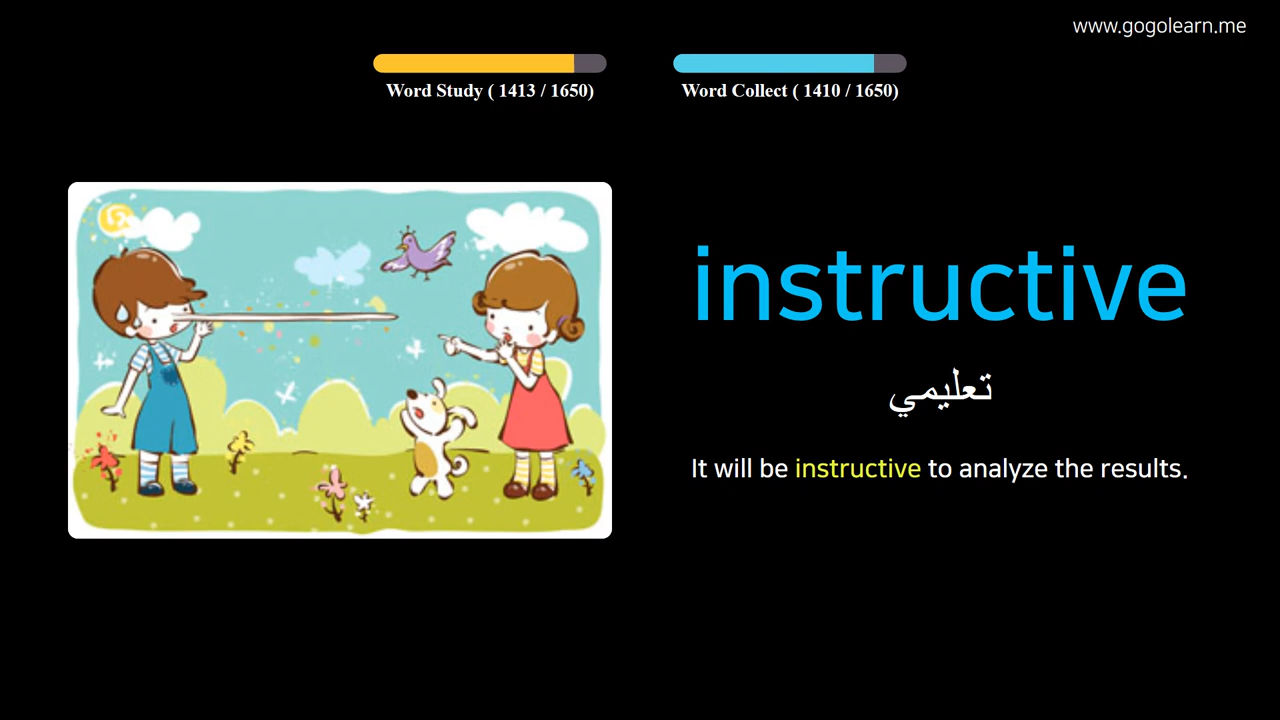 www.gogolearn.me
Word Study ( 1413 / 1650)
Word Collect ( 1410 / 1650)
instructive
تعليمي
It will be instructive to analyze the results.